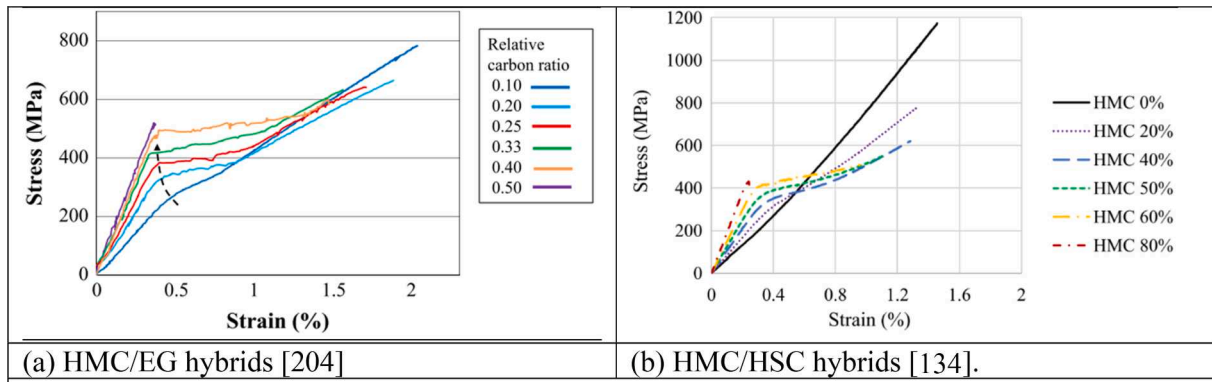 Stress (MPa)
800
600
400
200
0
0 0.5 1 1.5 2
Strain (%)
Relative
carbon ratio
0.10
0.20
0.25
0.33
0.40
0.50
Stress (MPa)
1200
1000
800
600
400
200
0
0 0.4 0.8 1.2 1.6 2
Strain (%)
HMC 0%
HMC 20%
HMC 40%
HMC 50%
HMC 60%
HMC 80%
(a) HMC/EG hybrids [204]
(b) HMC/HSC hybrids [134].